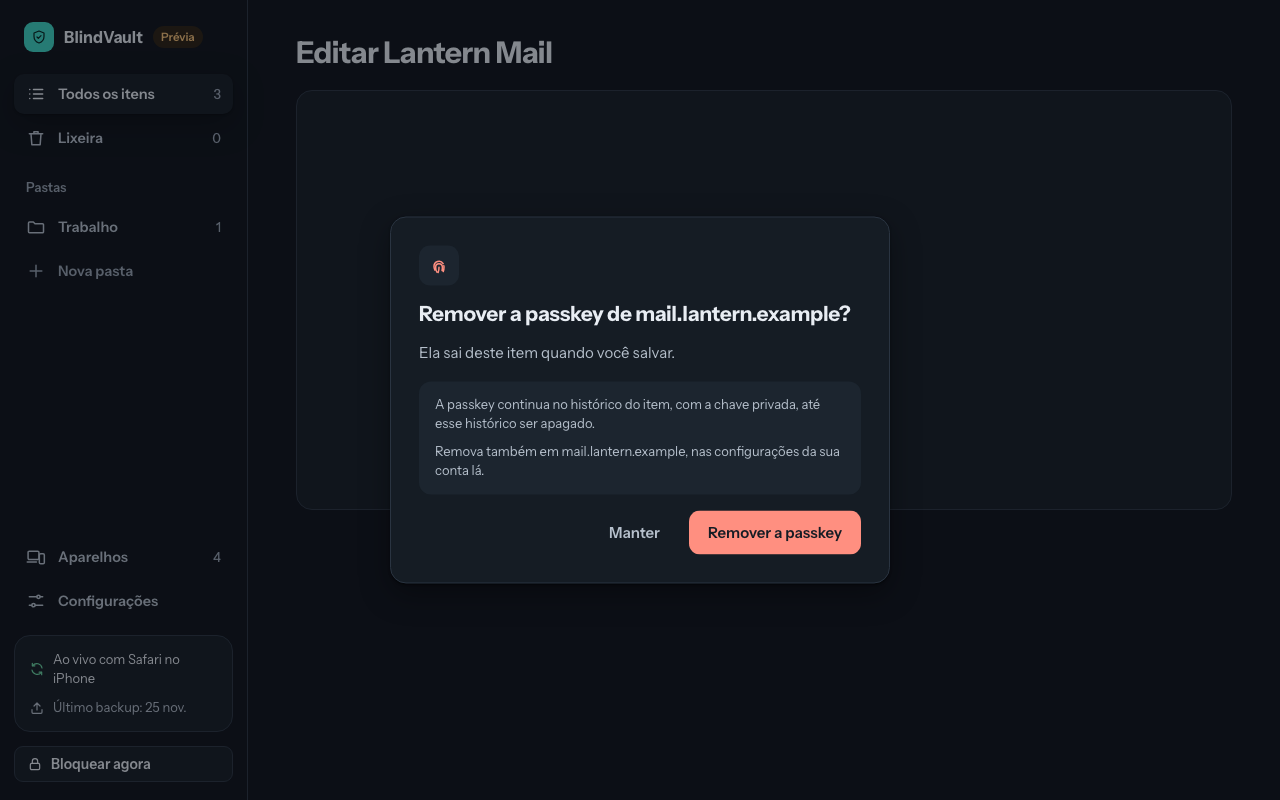 BlindVault
Prévia
Todos os itens
3
Lixeira
0
Pastas
Trabalho
1
Nova pasta
Aparelhos
4
Configurações
Ao vivo com Safari no
iPhone
Último backup: 25 nov.
Bloquear agora
Editar Lantern Mail
Remover a passkey de mail.lantern.example?
Ela sai deste item quando você salvar.
A passkey continua no histórico do item, com a chave privada, até
esse histórico ser apagado.
Remova também em mail.lantern.example, nas configurações da sua
conta lá.
Manter
Remover a passkey